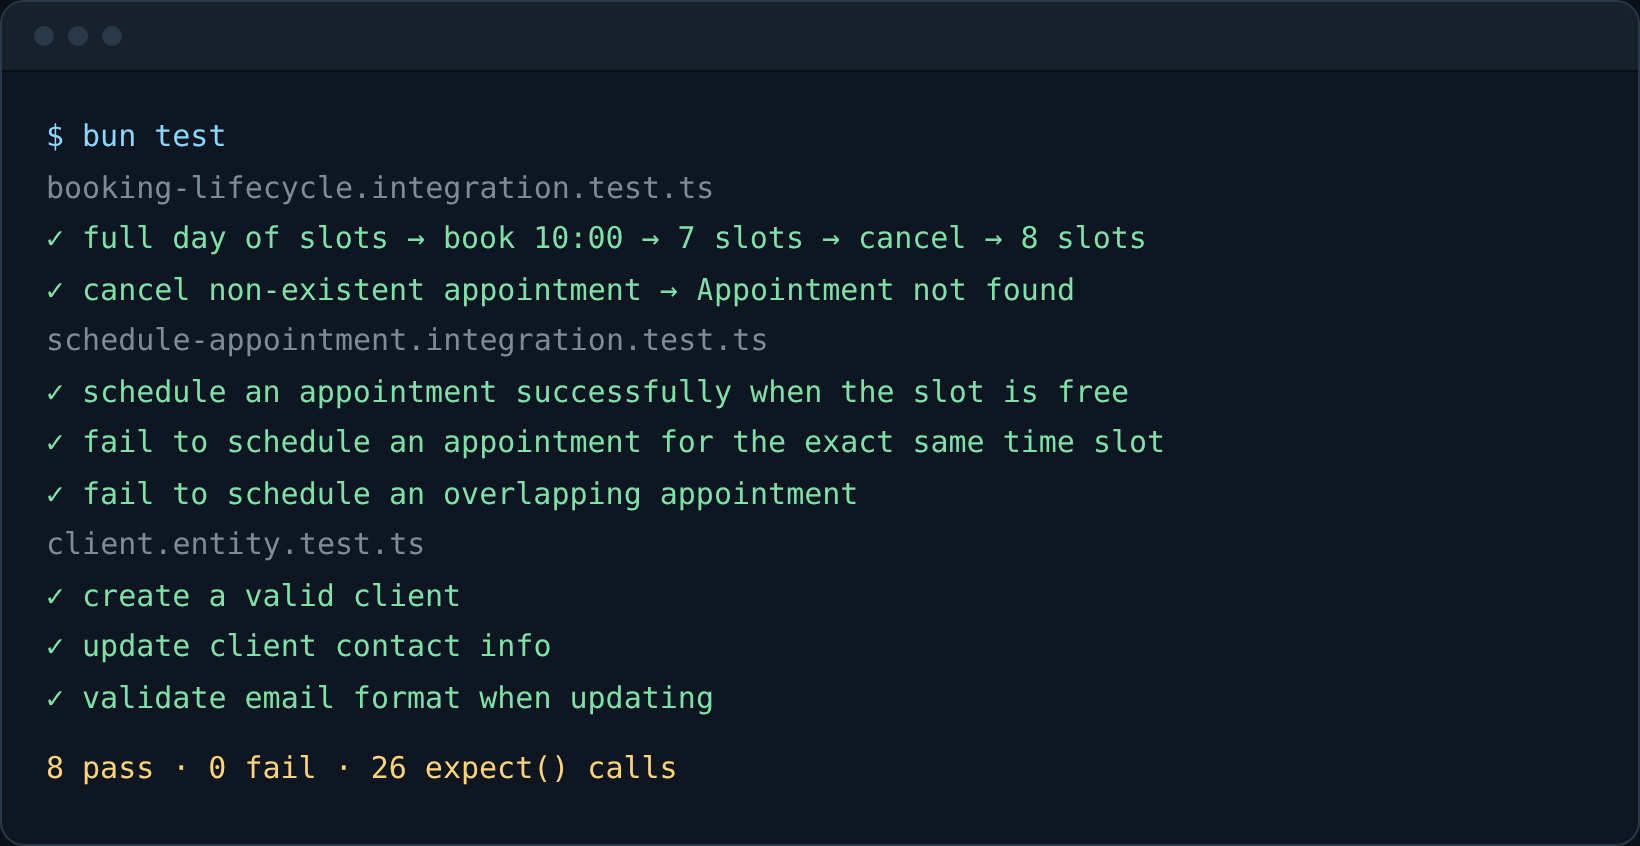 $ bun test
booking-lifecycle.integration.test.ts
✓ full day of slots → book 10:00 → 7 slots → cancel → 8 slots
✓ cancel non-existent appointment → Appointment not found
schedule-appointment.integration.test.ts
✓ schedule an appointment successfully when the slot is free
✓ fail to schedule an appointment for the exact same time slot
✓ fail to schedule an overlapping appointment
client.entity.test.ts
✓ create a valid client
✓ update client contact info
✓ validate email format when updating
8 pass · 0 fail · 26 expect() calls